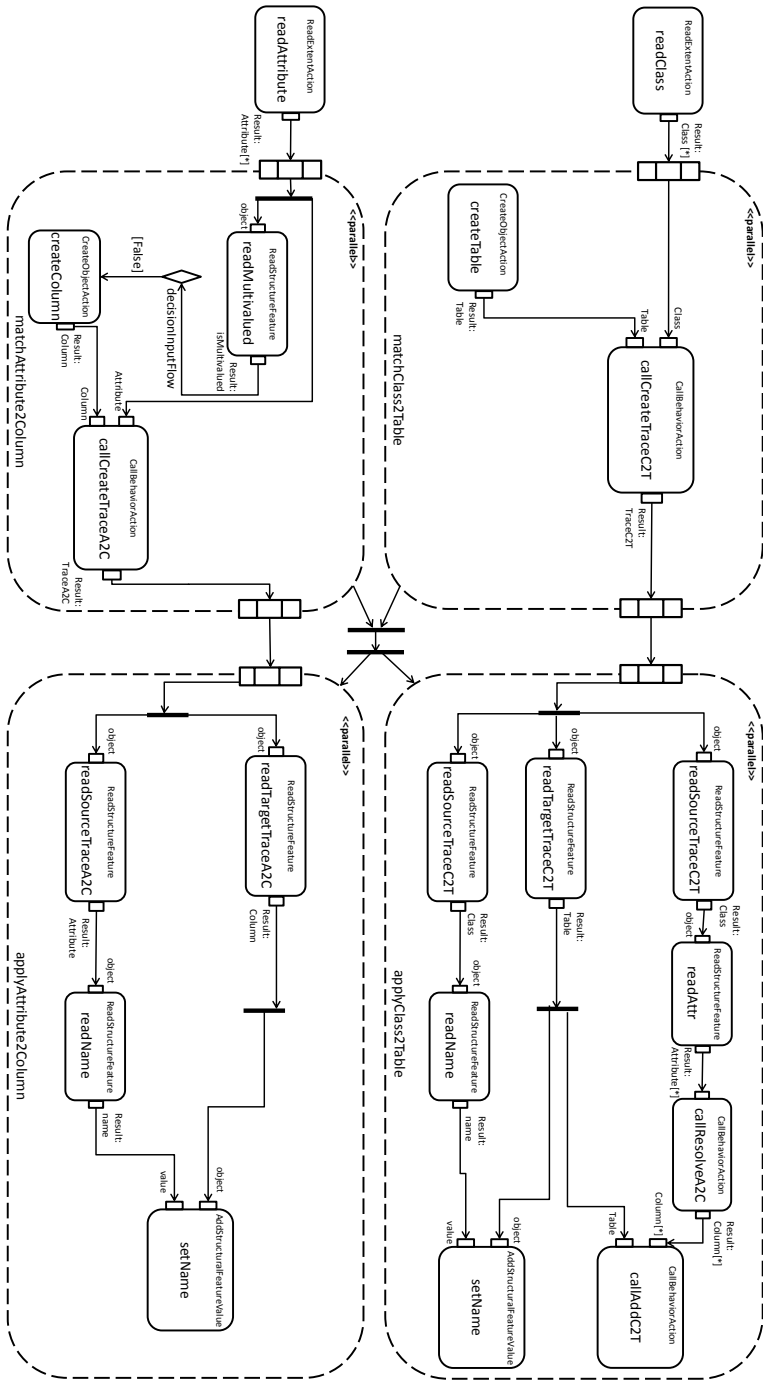 ReadExtentAction
readClass
Result:
Class [*]
<<parallel>>
CreateObjectAction
createTable
Result:
Table
Class
Table
CallBehaviorAction
callCreateTraceC2T
Result:
TraceC2T
matchClass2Table
<<parallel>>
object
ReadStructureFeature
readSourceTraceC2T
Result:
Class
object
ReadStructureFeature
readAttr
Result:
Attribute[*]
CallBehaviorAction
callResolveA2C
Result:
Column[*]
Column[*]
Table
CallBehaviorAction
callAddC2T
object
ReadStructureFeature
readTargetTraceC2T
Result:
Table
object
ReadStructureFeature
readSourceTraceC2T
Result:
Class
object
ReadStructureFeature
readName
Result:
name
object
value
AddStructuralFeatureValue
setName
applyClass2Table
ReadExtentAction
readAttribute
Result:
Attribute[*]
<<parallel>>
object
ReadStructureFeature
readMultivalued
Result:
isMultivalued
decisionInputFlow
[False]
CreateObjectAction
createColumn
Result:
Column
Attribute
Column
CallBehaviorAction
callCreateTraceA2C
Result:
TraceA2C
matchAttribute2Column
<<parallel>>
object
ReadStructureFeature
readTargetTraceA2C
Result:
Column
object
ReadStructureFeature
readSourceTraceA2C
Result:
Attribute
object
ReadStructureFeature
readName
Result:
name
object
value
AddStructuralFeatureValue
setName
applyAttribute2Column